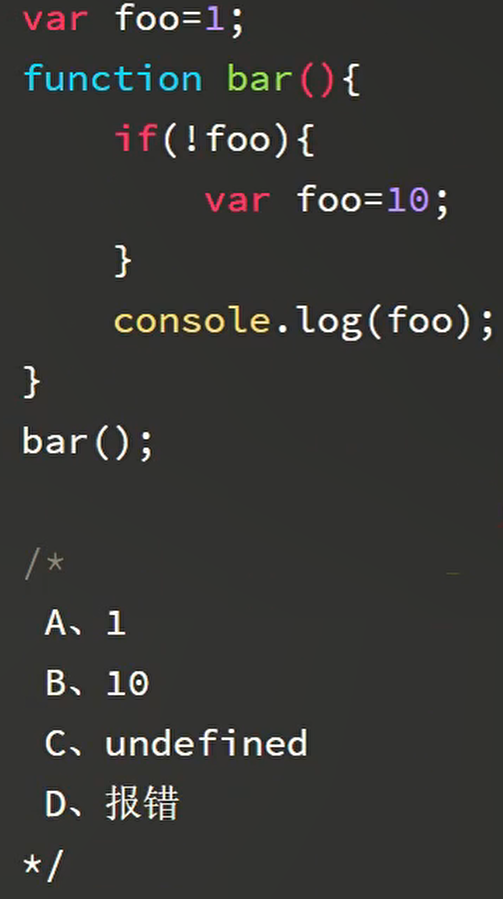 var foo=1;
function bar(){
    if(!foo){
        var foo=10;
    }
    console.log(foo);
}
bar();

/*
 A、1
 B、10
 C、undefined
 D、报错
*/